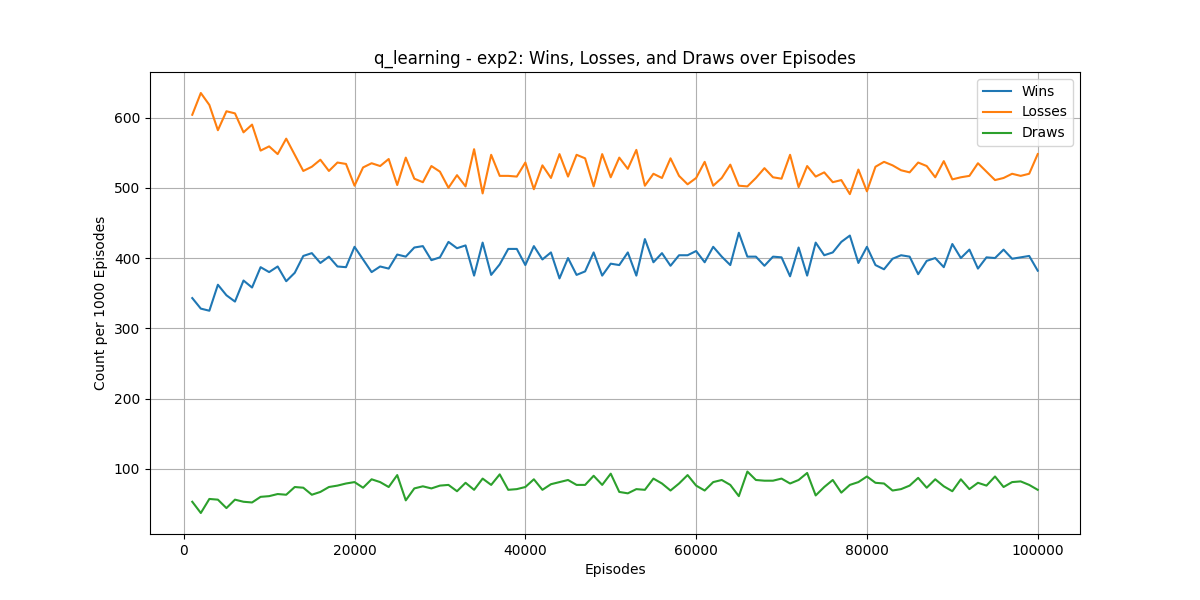 q_learning - exp2: Wins, Losses, and Draws over Episodes
Wins
Losses
Draws
Count per 1000 Episodes
600
500
400
300
200
100
0
20000
40000
60000
80000
100000
Episodes